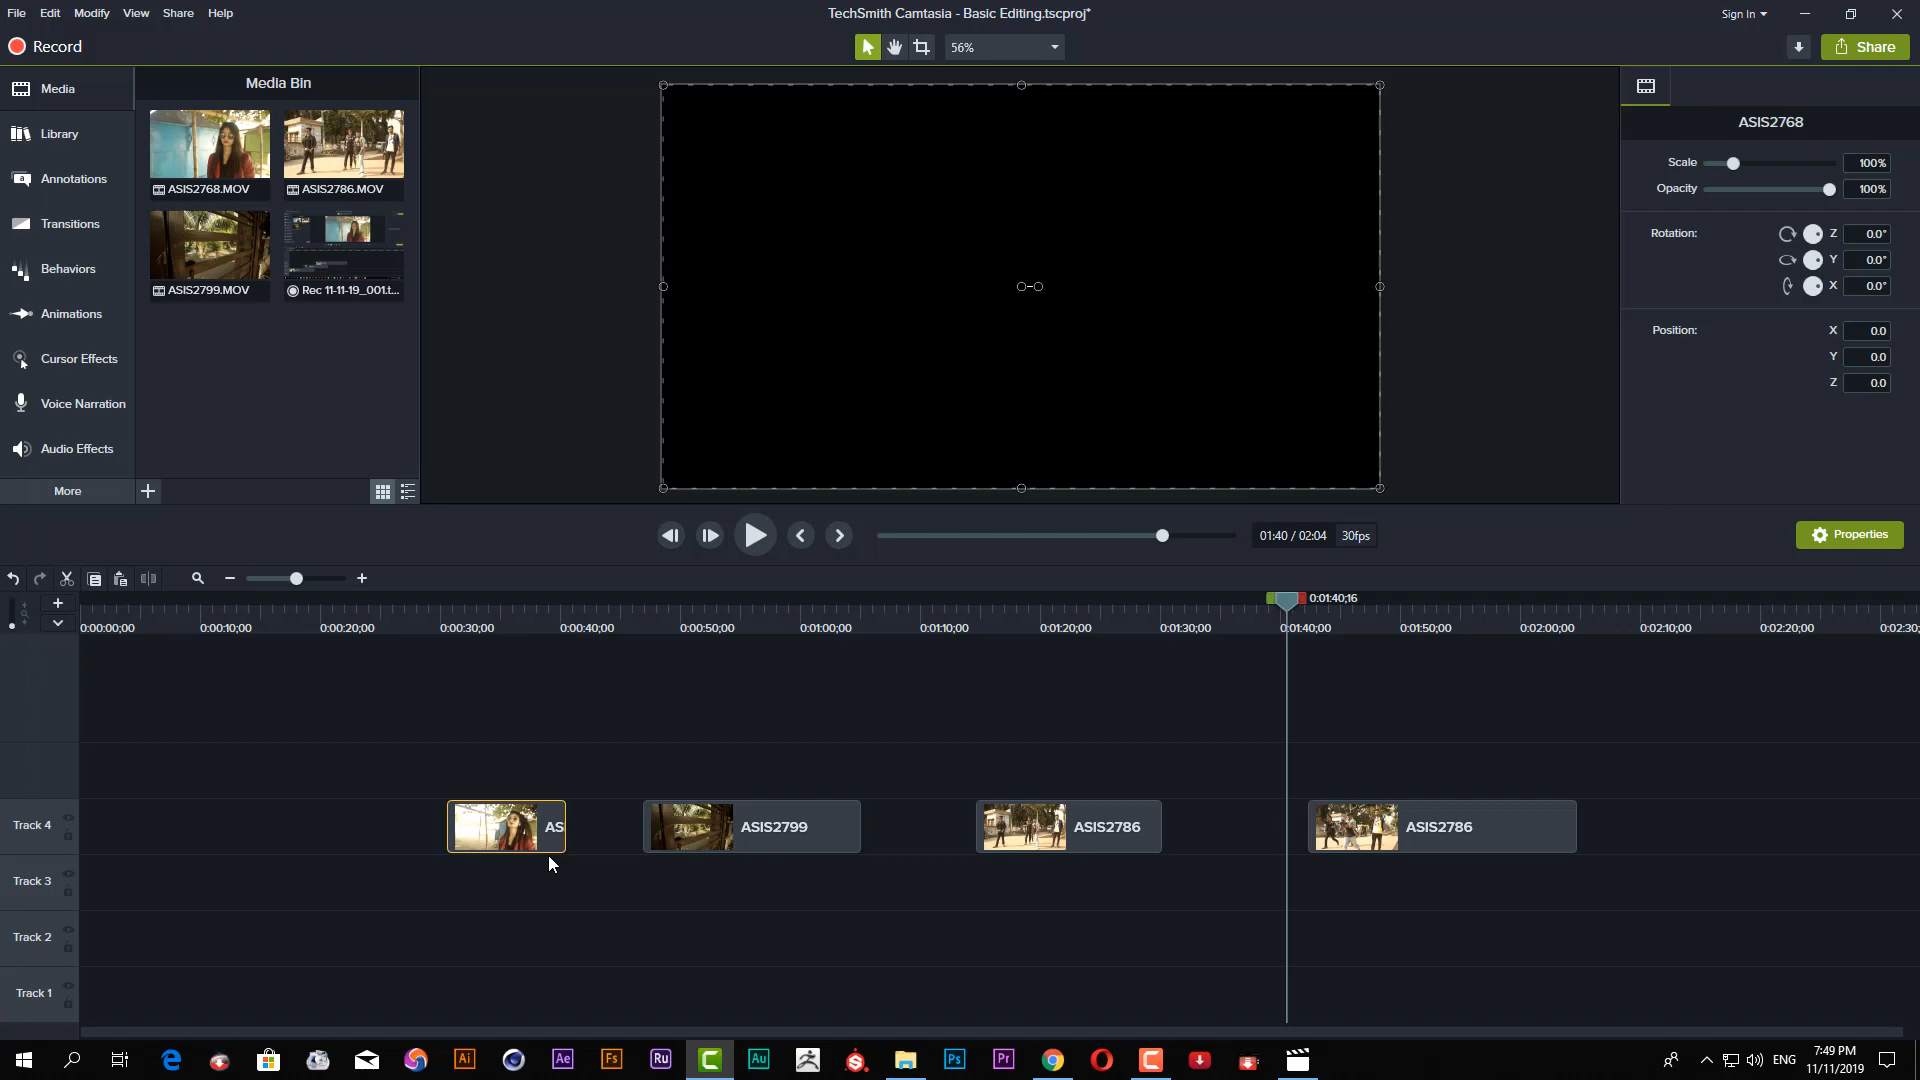 File Edit Modify View Share Help
TechSmith Camtasia - Basic Editing.tscproj*
Sign In
Record
56%
Share
Media
Library
Annotations
Transitions
Behaviors
Animations
Cursor Effects
Voice Narration
Audio Effects
More
Media Bin
ASIS2768.MOV
ASIS2786.MOV
ASIS2799.MOV
Rec 11-11-19_001.t...
ASIS2768
Scale 100%
Opacity 100%
Rotation: Z 0.0°
Y 0.0°
X 0.0°
Position: X 0.0
Y 0.0
Z 0.0
01:40 / 02:04 30fps
Properties
0:01:40;16
0:00:00;00 0:00:10;00 0:00:20;00 0:00:30;00 0:00:40;00 0:00:50;00 0:01:00;00 0:01:10;00 0:01:20;00 0:01:30;00 0:01:40;00 0:01:50;00 0:02:00;00 0:02:10;00 0:02:20;00 0:02:30;
Track 4
AS
ASIS2799
ASIS2786
ASIS2786
Track 3
Track 2
Track 1
Ai Ae Fs Ru Au Ps Pr
ENG
7:49 PM
11/11/2019